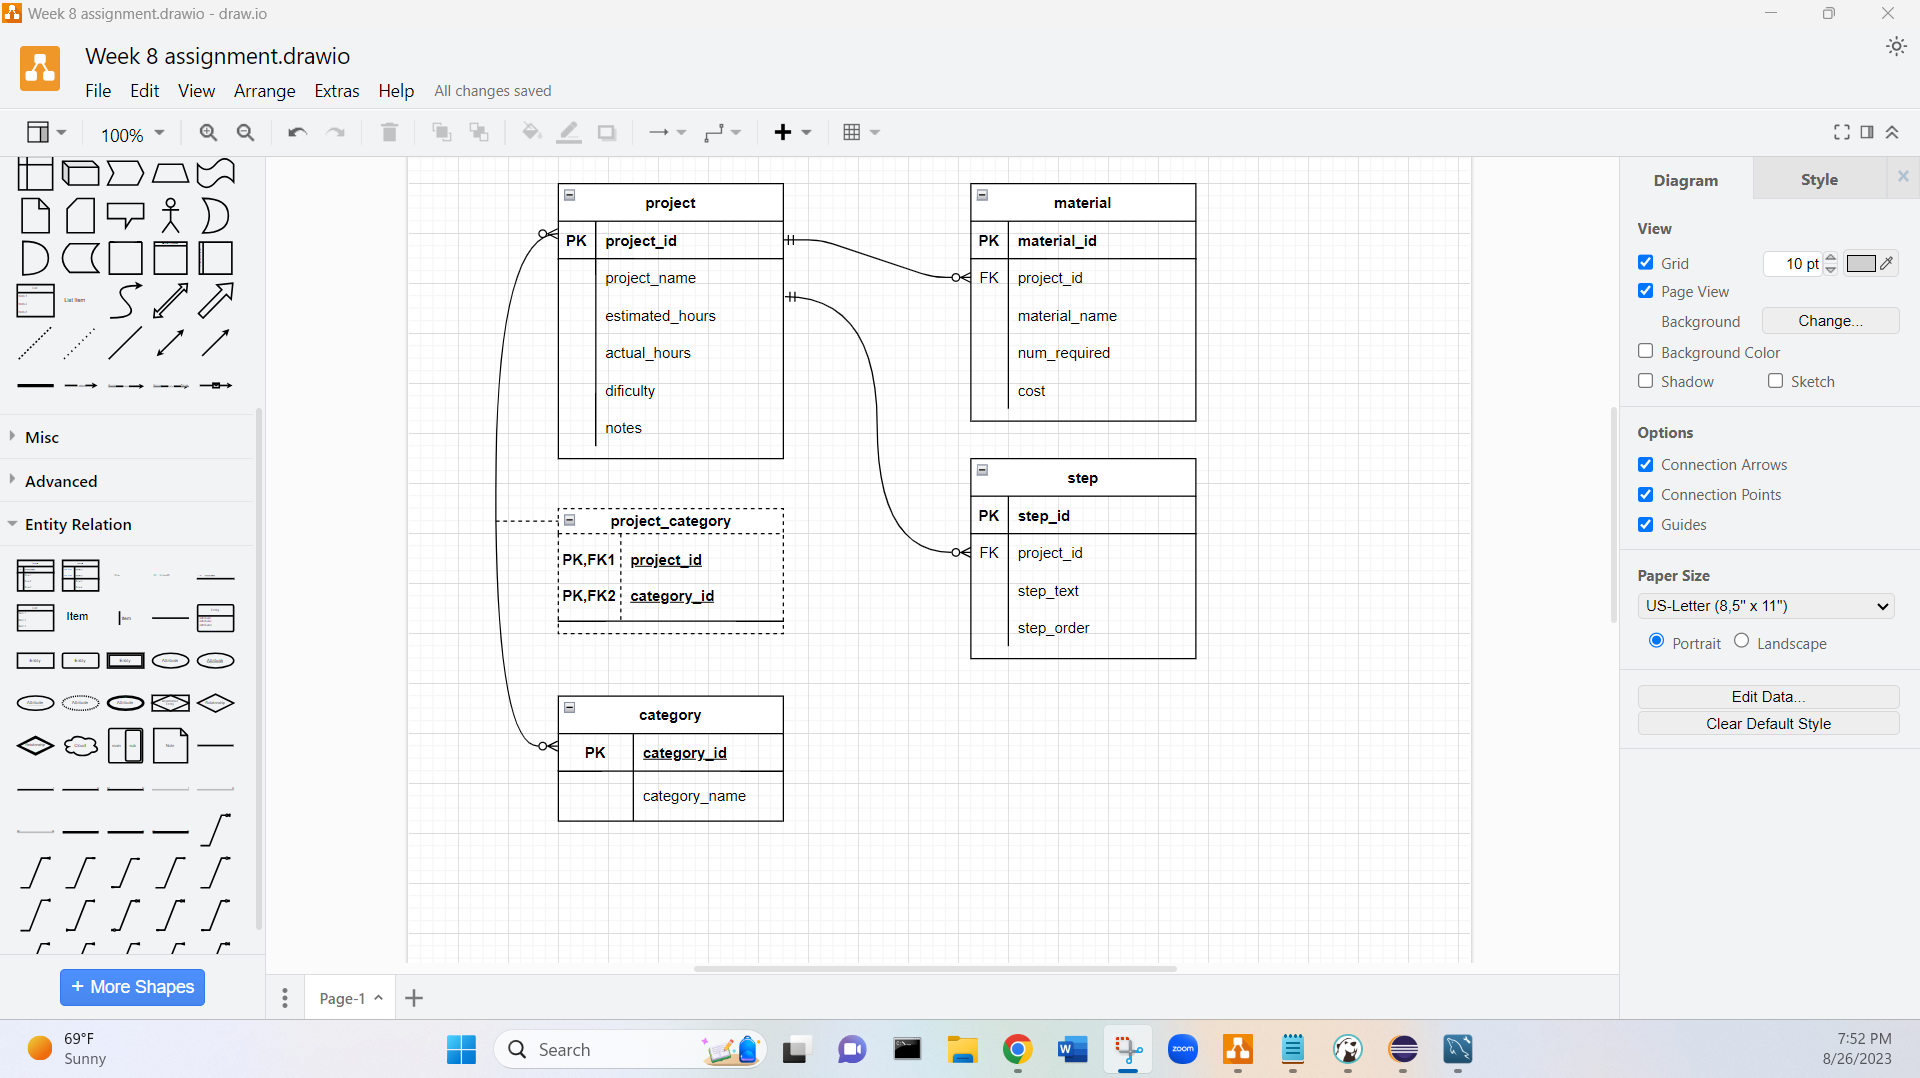 Week 8 assignment.drawio - draw.io
Week 8 assignment.drawio
File Edit View Arrange Extras Help All changes saved
100%
List Item
Misc
Advanced
Entity Relation
Item
+ More Shapes
project
PK project_id
project_name
estimated_hours
actual_hours
dificulty
notes
material
PK material_id
FK project_id
material_name
num_required
cost
project_category
PK,FK1 project_id
PK,FK2 category_id
step
PK step_id
FK project_id
step_text
step_order
category
PK category_id
category_name
Page-1
Diagram Style
View
Grid 10 pt
Page View
Background Change...
Background Color
Shadow Sketch
Options
Connection Arrows
Connection Points
Guides
Paper Size
US-Letter (8,5" x 11")
Portrait Landscape
Edit Data...
Clear Default Style
69°F
Sunny
Search
zoom
7:52 PM
8/26/2023